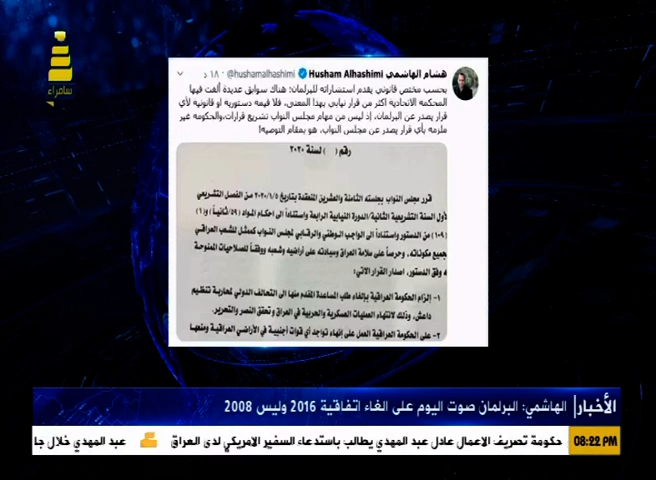 سامراء
هشام الهاشمي Husham Alhashimi
@hushamalhashimi · ١٨ د
بحسب مختص قانوني يقدم استشاراته للبرلمان؛ هناك سوابق عديدة ألغت فيها
المحكمة الاتحادية اكثر من قرار نيابي بهذا المعنى، فلا قيمة دستورية او قانونية لأي
قرار يصدر عن البرلمان، إذ ليس من مهام مجلس النواب تشريع قرارات،والحكومة غير
ملزمة بأي قرار يصدر عن مجلس النواب، هو بمقام التوصية!
رقم ( ) لسنة ٢٠٢٠
قرر مجلس النواب بجلسته الثامنة والعشرين المنعقدة بتاريخ ٢٠٢٠/١/٥ من الفصل التشريعي
لأول السنة التشريعية الثانية/الدورة النيابية الرابعة واستناداً الى احكام المواد (٥٩/ثانياً) و(٦١)
(١٠٩) من الدستور واستناداً الى الواجب الوطني والرقابي لمجلس النواب كممثل للشعب العراقي
بجميع مكوناته، وحرصاً على سلامة العراق وسيادته على أراضيه وشعبه ووفقاً للصلاحيات الممنوحة
وفق الدستور، اصدار القرار الاتي:
١- إلزام الحكومة العراقية بإلغاء طلب المساعدة المقدم منها الى التحالف الدولي لمحاربة تنظيم
داعش، وذلك لانتهاء العمليات العسكرية والحربية في العراق وتحقق النصر والتحرير.
٢- على الحكومة العراقية العمل على إنهاء تواجد أي قوات أجنبية في الأراضي العراقية ومنعها
الأخبار الهاشمي: البرلمان صوت اليوم على الغاء اتفاقية 2016 وليس 2008
08:22 PM حكومة تصريف الاعمال عادل عبد المهدي يطالب باستدعاء السفير الامريكي لدى العراق عبد المهدي خلال جا